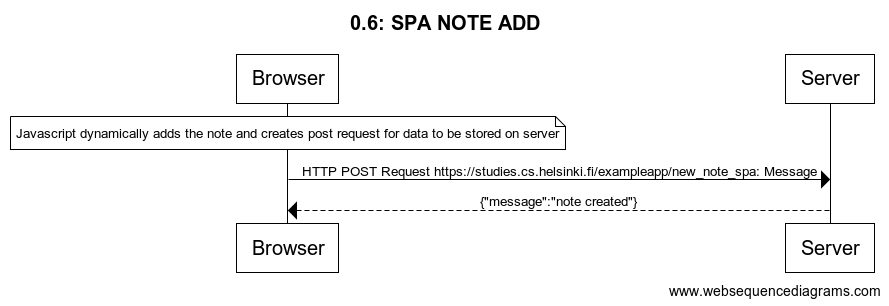 0.6: SPA NOTE ADD
Browser
Server
Javascript dynamically adds the note and creates post request for data to be stored on server
HTTP POST Request https://studies.cs.helsinki.fi/exampleapp/new_note_spa: Message
{"message":"note created"}
Browser
Server
www.websequencediagrams.com